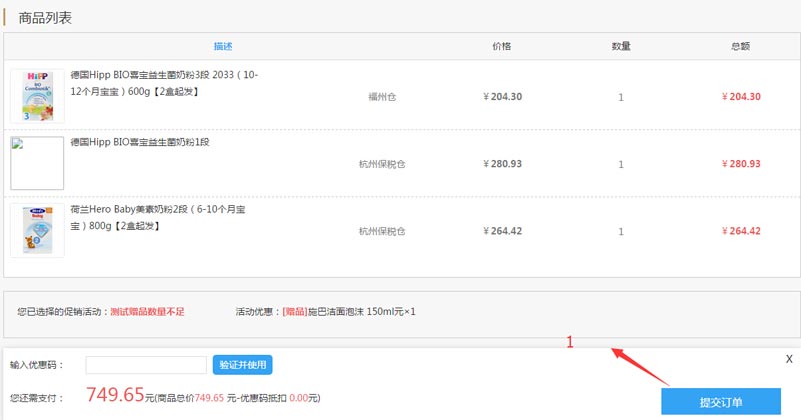 商品列表
描述 价格 数量 总额
德国Hipp BIO喜宝益生菌奶粉3段 2033（10-
12个月宝宝）600g【2盒起发】
福州仓 ￥204.30 1 ￥204.30
德国Hipp BIO喜宝益生菌奶粉1段
杭州保税仓 ￥280.93 1 ￥280.93
荷兰Hero Baby美素奶粉2段（6-10个月宝
宝）800g【2盒起发】
杭州保税仓 ￥264.42 1 ￥264.42
您已选择的促销活动：测试赠品数量不足 活动优惠：[赠品]施巴洁面泡沫 150ml元×1
1
X
输入优惠码： 验证并使用
您还需支付： 749.65元(商品总价749.65 元-优惠码抵扣 0.00元)
提交订单
HiPP
BIO
Combiotik
3